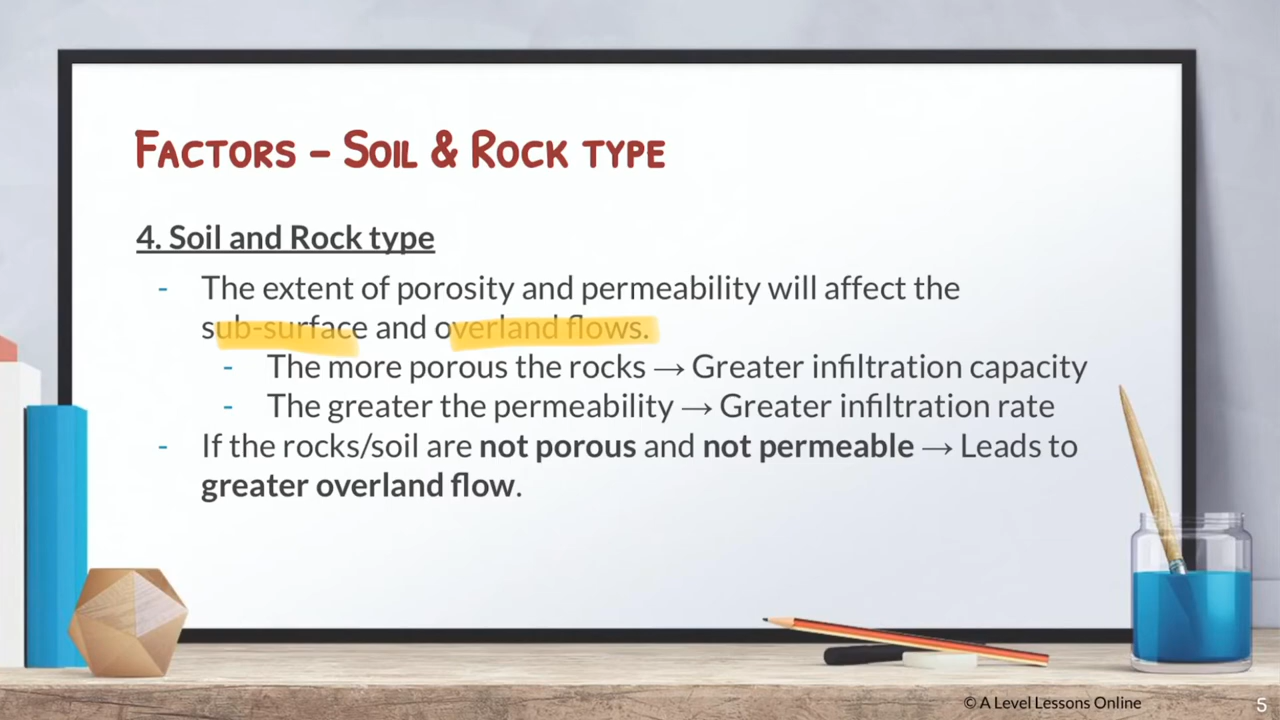 FACTORS – SOIL & ROCK TYPE
4. Soil and Rock type
- The extent of porosity and permeability will affect the
sub-surface and overland flows.
- The more porous the rocks → Greater infiltration capacity
- The greater the permeability → Greater infiltration rate
- If the rocks/soil are not porous and not permeable → Leads to
greater overland flow.
© A Level Lessons Online
5